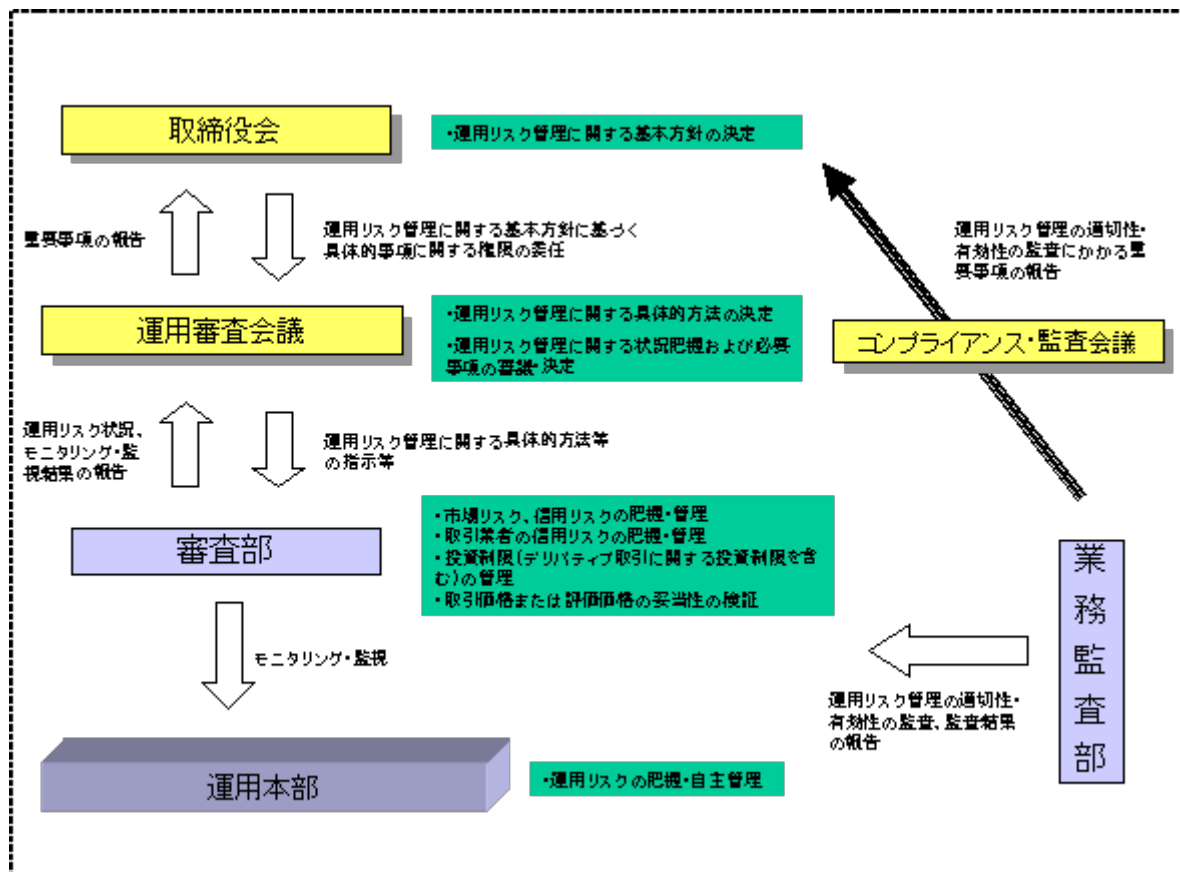 取締役会
・運用リスク管理に関する基本方針の決定
重要事項の報告
運用リスク管理に関する基本方針に基づく
具体的事項に関する権限の委任
運用リスク管理の適切性・
有効性の監査にかかる重
要事項の報告
運用審査会議
・運用リスク管理に関する具体的方法の決定
・運用リスク管理に関する状況把握および必要
事項の審議・決定
コンプライアンス・監査会議
運用リスク状況、
モニタリング・監
視結果の報告
運用リスク管理に関する具体的方法等
の指示等
審査部
・市場リスク、信用リスクの把握・管理
・取引業者の信用リスクの把握・管理
・投資制限(デリバティブ取引に関する投資制限を含
む)の管理
・取引価格または評価価格の妥当性の検証
業務監査部
モニタリング・監視
運用リスク管理の適切性・
有効性の監査、監査結果
の報告
運用本部
・運用リスクの把握・自主管理